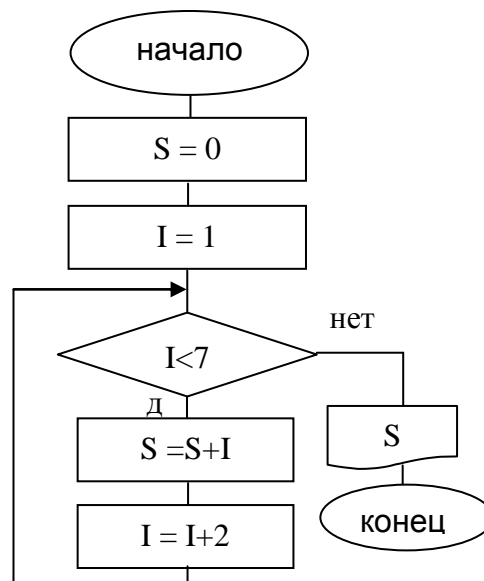 начало
S = 0
I = 1
нет
I<7
д
S =S+I
S
I = I+2
конец